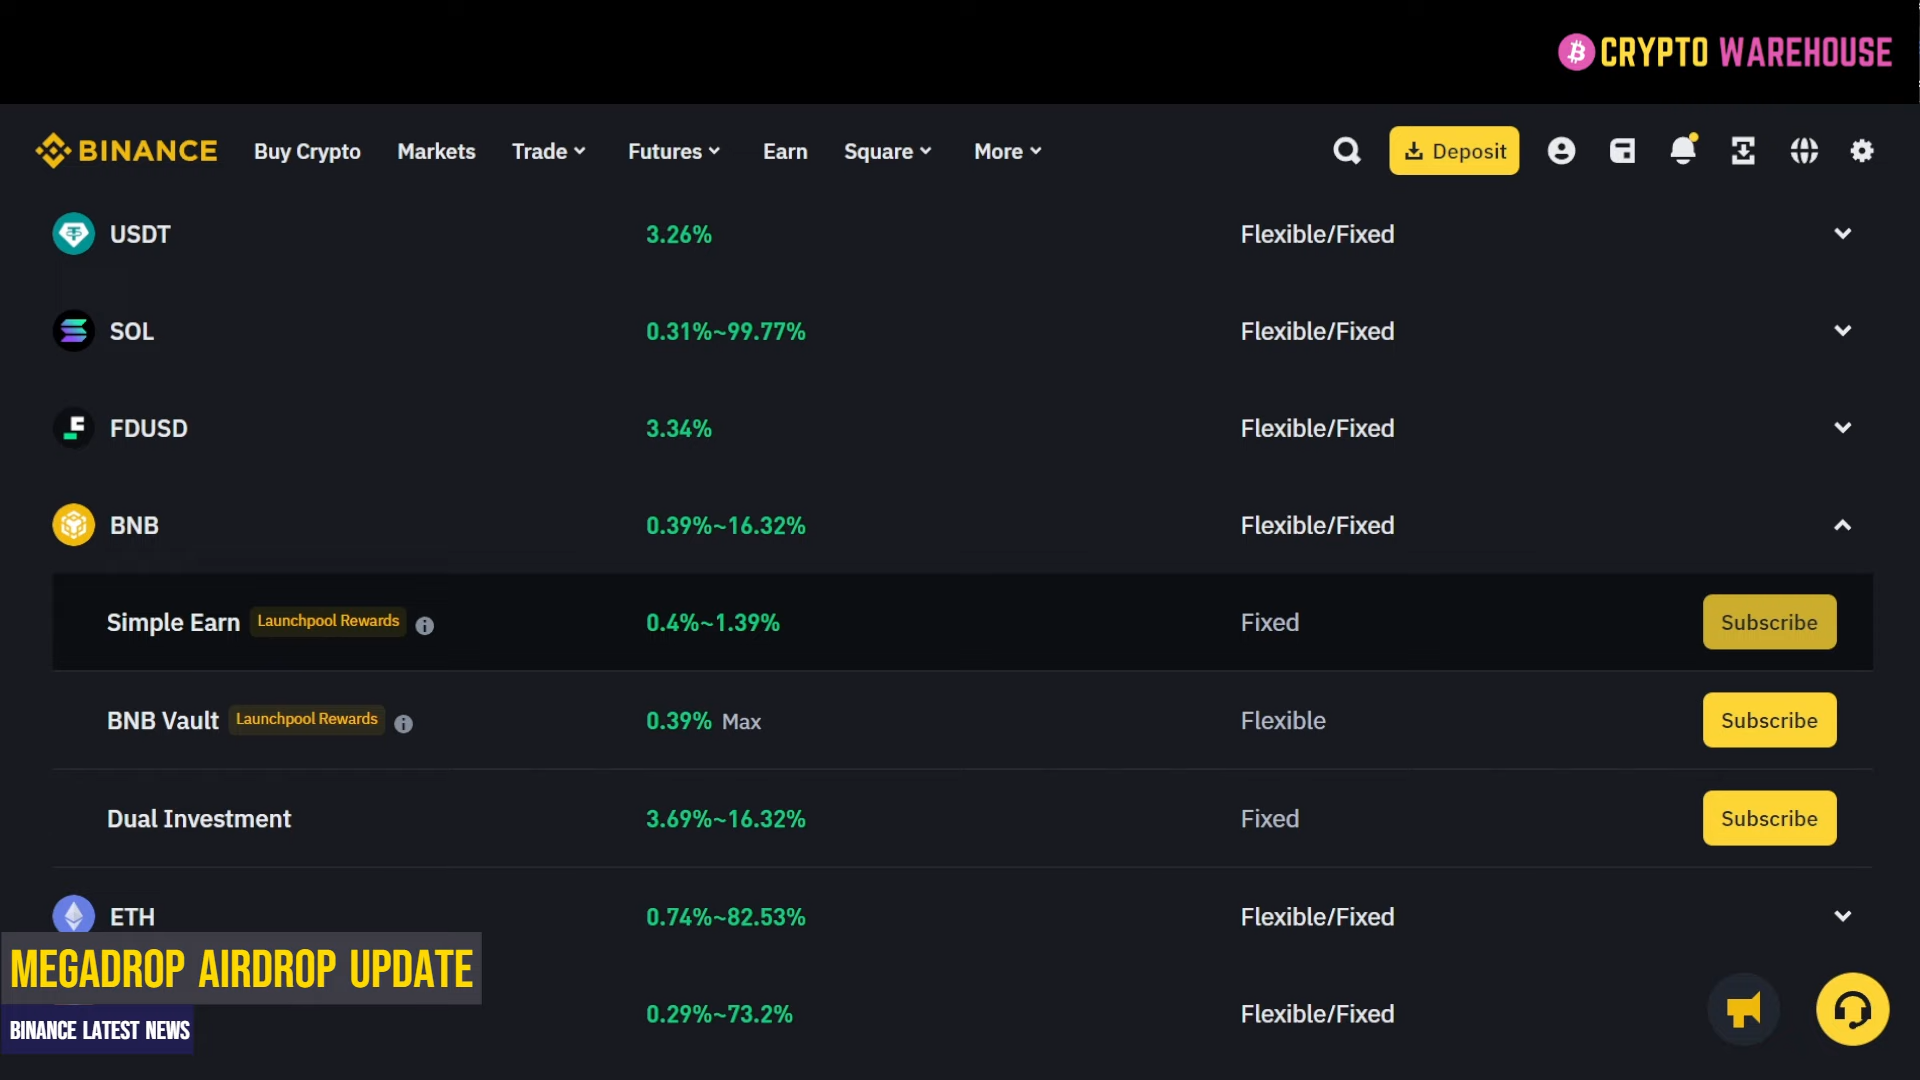 CRYPTO WAREHOUSE
BINANCE Buy Crypto Markets Trade Futures Earn Square More Deposit
USDT 3.26% Flexible/Fixed
SOL 0.31%~99.77% Flexible/Fixed
FDUSD 3.34% Flexible/Fixed
BNB 0.39%~16.32% Flexible/Fixed
Simple Earn Launchpool Rewards 0.4%~1.39% Fixed Subscribe
BNB Vault Launchpool Rewards 0.39% Max Flexible Subscribe
Dual Investment 3.69%~16.32% Fixed Subscribe
ETH 0.74%~82.53% Flexible/Fixed
MEGADROP AIRDROP UPDATE
0.29%~73.2% Flexible/Fixed
BINANCE LATEST NEWS